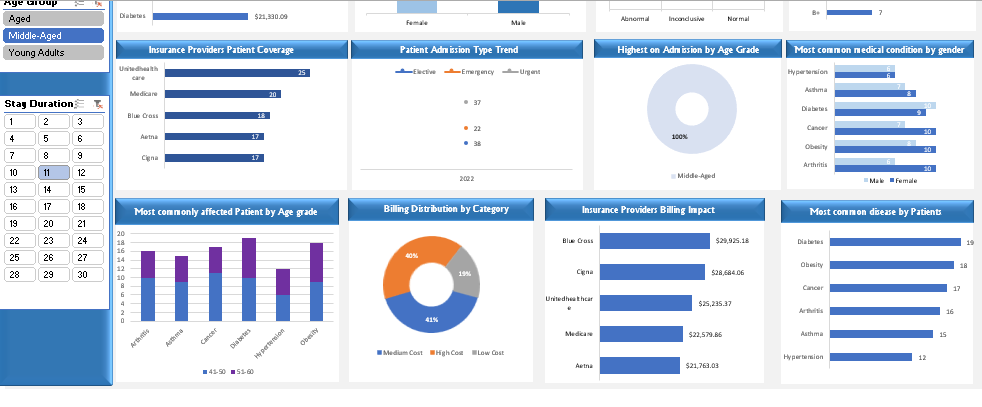 Age Group
Aged
Middle-Aged
Young Adults
Stay Duration
1 2 3
4 5 6
7 8 9
10 11 12
13 14 15
16 17 18
19 20 21
22 23 24
25 26 27
28 29 30
Diabetes $21,330.09
Female Male
Abnormal Inconclusive Normal
B+ 7
Insurance Providers Patient Coverage
Unitedhealth
care 25
Medicare 20
Blue Cross 18
Aetna 17
Cigna 17
Patient Admission Type Trend
Elective Emergency Urgent
37
22
38
2022
Highest on Admission by Age Grade
100%
Middle-Aged
Most common medical condition by gender
Hypertension 6 6
Asthma 7 8
Diabetes 10 9
Cancer 7 10
Obesity 8 10
Arthritis 6 10
Male Female
Most commonly affected Patient by Age grade
20
18
16
14
12
10
8
6
4
2
0
Arthritis Asthma Cancer Diabetes Hypertension Obesity
41-50 51-60
Billing Distribution by Category
40%
19%
41%
Medium Cost High Cost Low Cost
Insurance Providers Billing Impact
Blue Cross $29,925.18
Cigna $28,684.06
Unitedhealthcar
e $25,235.37
Medicare $22,579.86
Aetna $21,763.03
Most common disease by Patients
Diabetes 19
Obesity 18
Cancer 17
Arthritis 16
Asthma 15
Hypertension 12